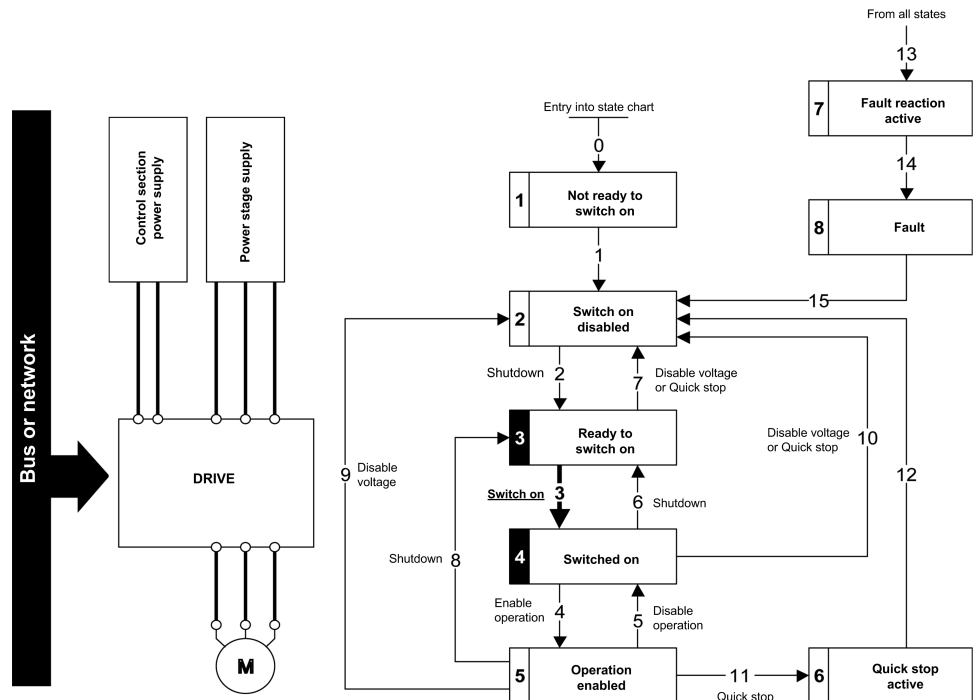 From all states
13
7
Fault reaction
active
14
8
Fault
15
Entry into state chart
0
1
Not ready to
switch on
1
2
Switch on
disabled
Shutdown
2
7
Disable voltage
or Quick stop
3
Ready to
switch on
Switch on
3
6
Shutdown
4
Switched on
Enable
operation
4
5
Disable
operation
5
Operation
enabled
11
Quick stop
6
Quick stop
active
12
Disable voltage
or Quick stop
10
9
Disable
voltage
Shutdown
8
Control section
power supply
Power stage supply
Bus or network
DRIVE
M